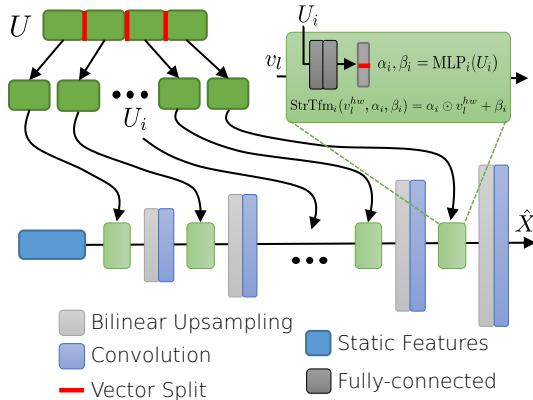 U
U_i
v_l
α_i, β_i = MLP_i(U_i)
StrTfm_i(v_l^{hw}, α_i, β_i) = α_i ⊙ v_l^{hw} + β_i
U_i
X̂
Bilinear Upsampling
Convolution
Vector Split
Static Features
Fully-connected